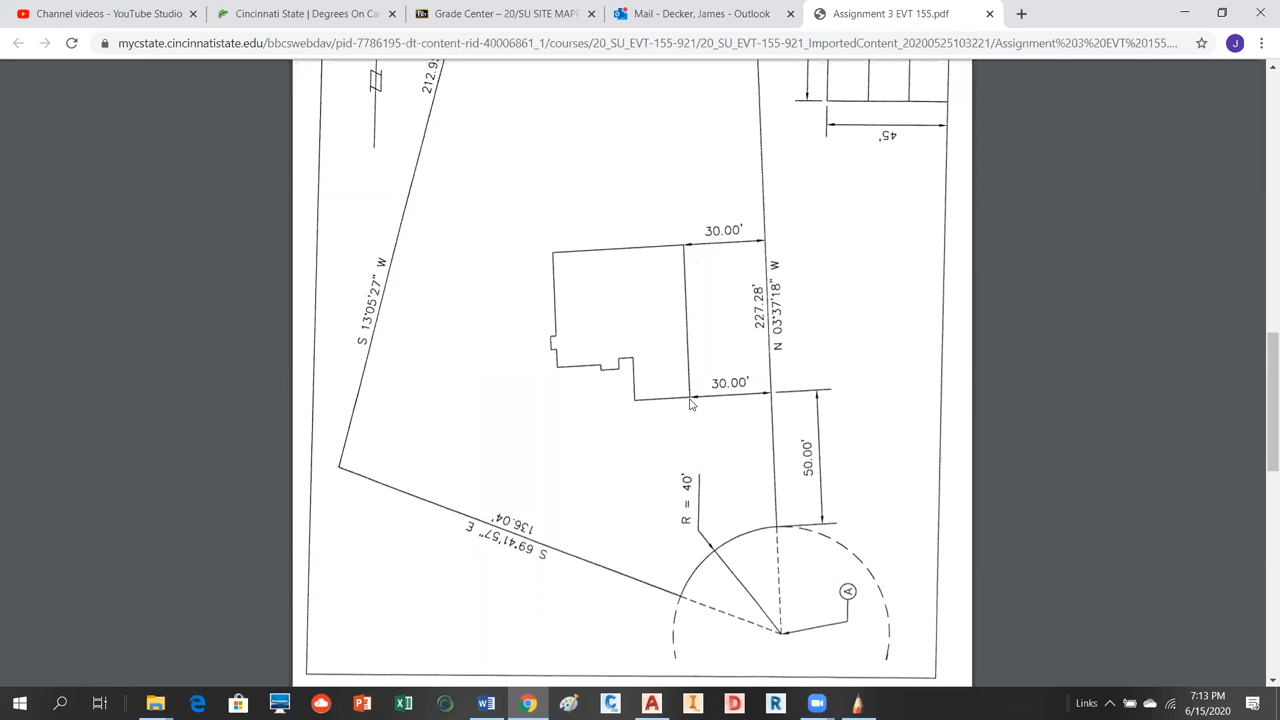 Channel videos - YouTube Studio
Cincinnati State | Degrees On Ca
Grade Center – 20/SU SITE MAPP
Mail - Decker, James - Outlook
Assignment 3 EVT 155.pdf
mycstate.cincinnatistate.edu/bbcswebdav/pid-7786195-dt-content-rid-40006861_1/courses/20_SU_EVT-155-921/20_SU_EVT-155-921_ImportedContent_20200525103221/Assignment%203%20EVT%20155....
J
45'
30.00'
S 13°05'27" W
227.28'
N 03°37'18" W
30.00'
50.00'
R = 40'
136.04'
S 69°41'57" E
A
Links
7:13 PM
6/15/2020